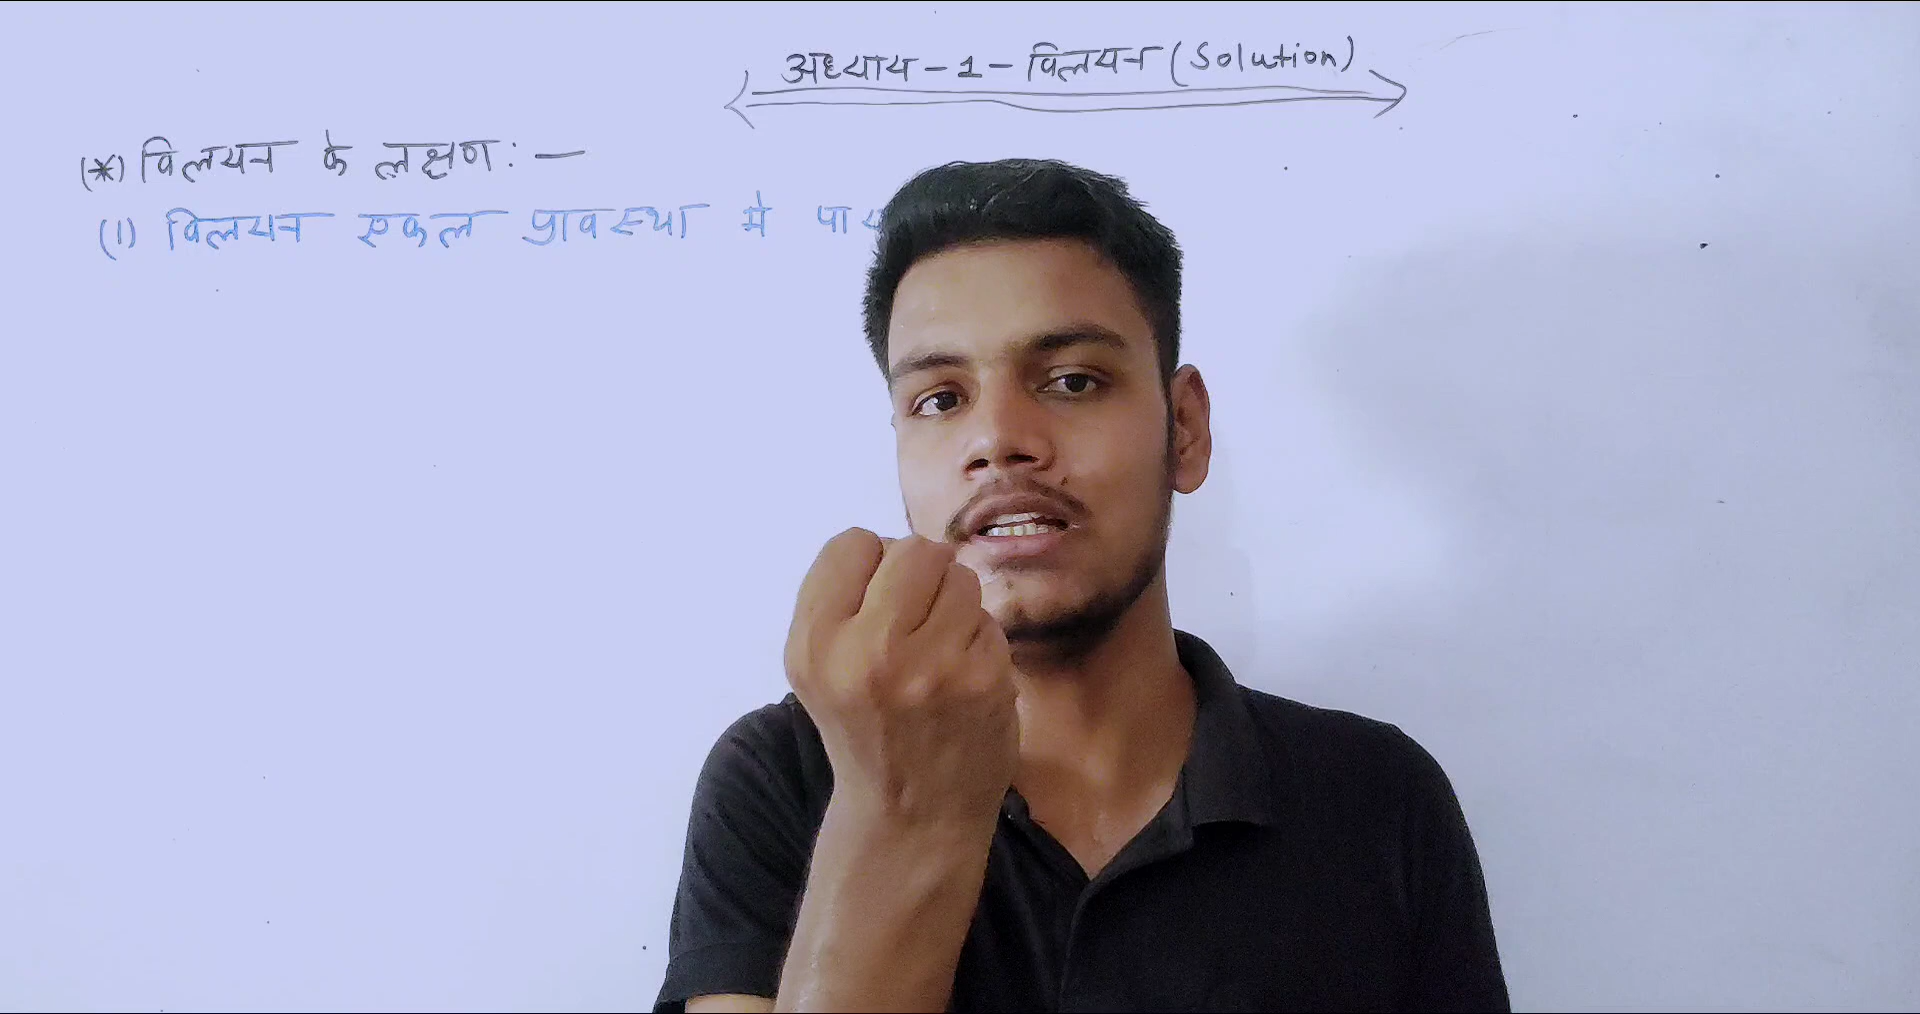 अध्याय - 1 - विलयन (Solution)
(*) विलयन के लक्षण : —
(1) विलयन एकल प्रावस्था मे